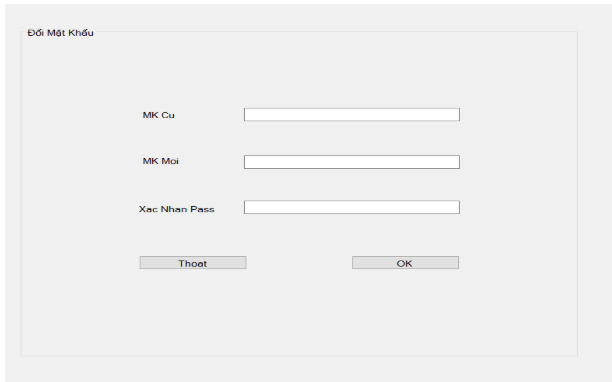 Đổi Mật Khẩu
MK Cu
MK Moi
Xac Nhan Pass
Thoat
OK